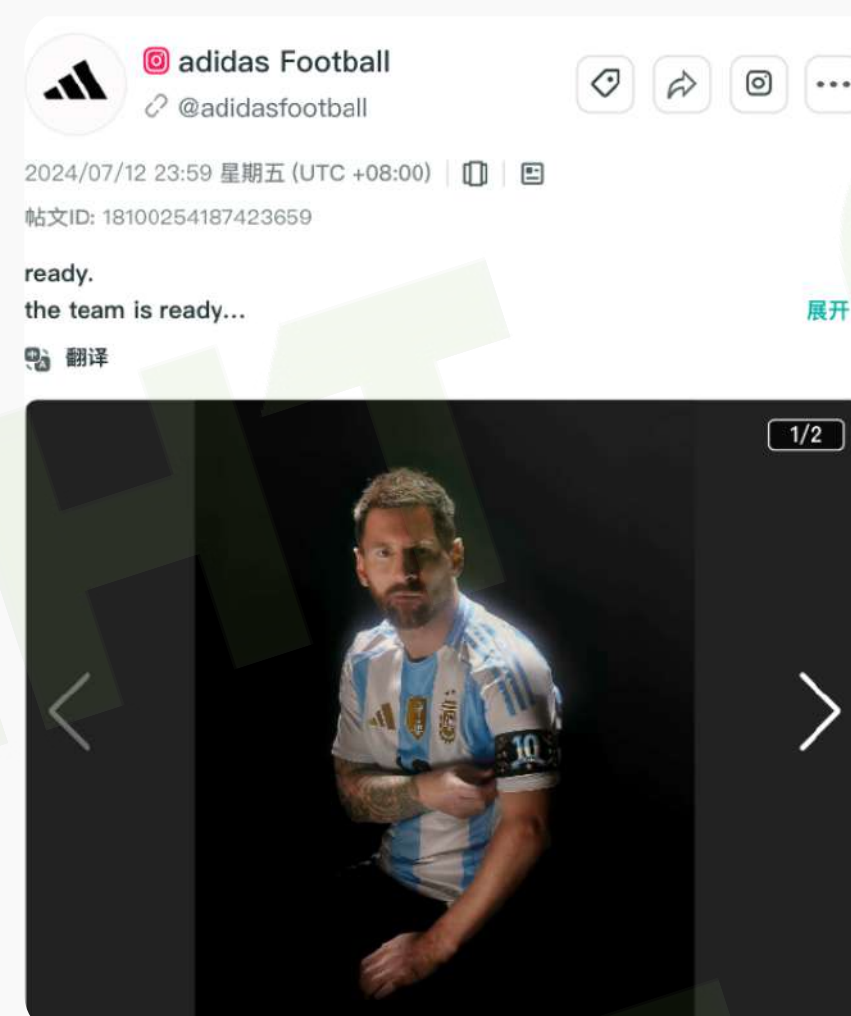 adidas Football
@adidasfootball
2024/07/12 23:59 星期五 (UTC +08:00)
帖文ID: 18100254187423659
ready.
the team is ready...
展开
翻译
1/2
10
HT